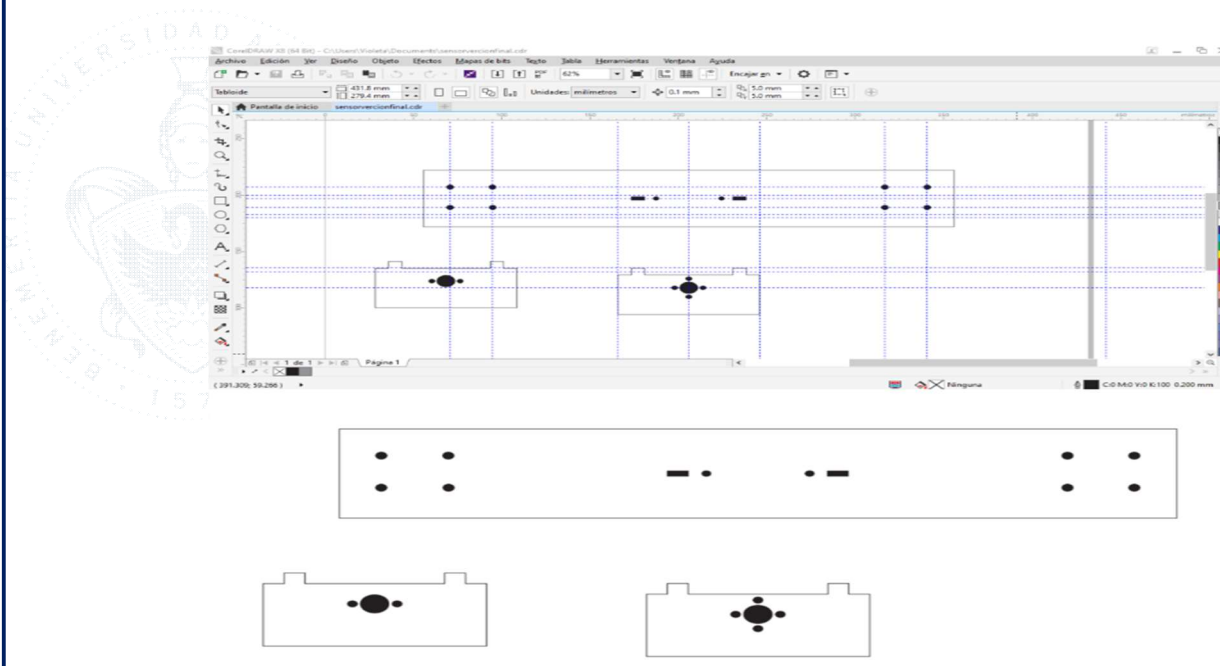 CorelDRAW X8 (64 Bit) - C:\Users\Violeta\Documents\sensorvercionfinal.cdr
Archivo Edición Ver Diseño Objeto Efectos Mapas de bits Texto Tabla Herramientas Ventana Ayuda
62% Encajar en
Tabloide 431.8 mm 279.4 mm Unidades: milímetros 0.1 mm 5.0 mm 5.0 mm
Pantalla de inicio sensorvercionfinal.cdr
milímetros
1 de 1 Página 1
(391.309; 59.266) Ninguna C:0 M:0 Y:0 K:100 0.200 mm